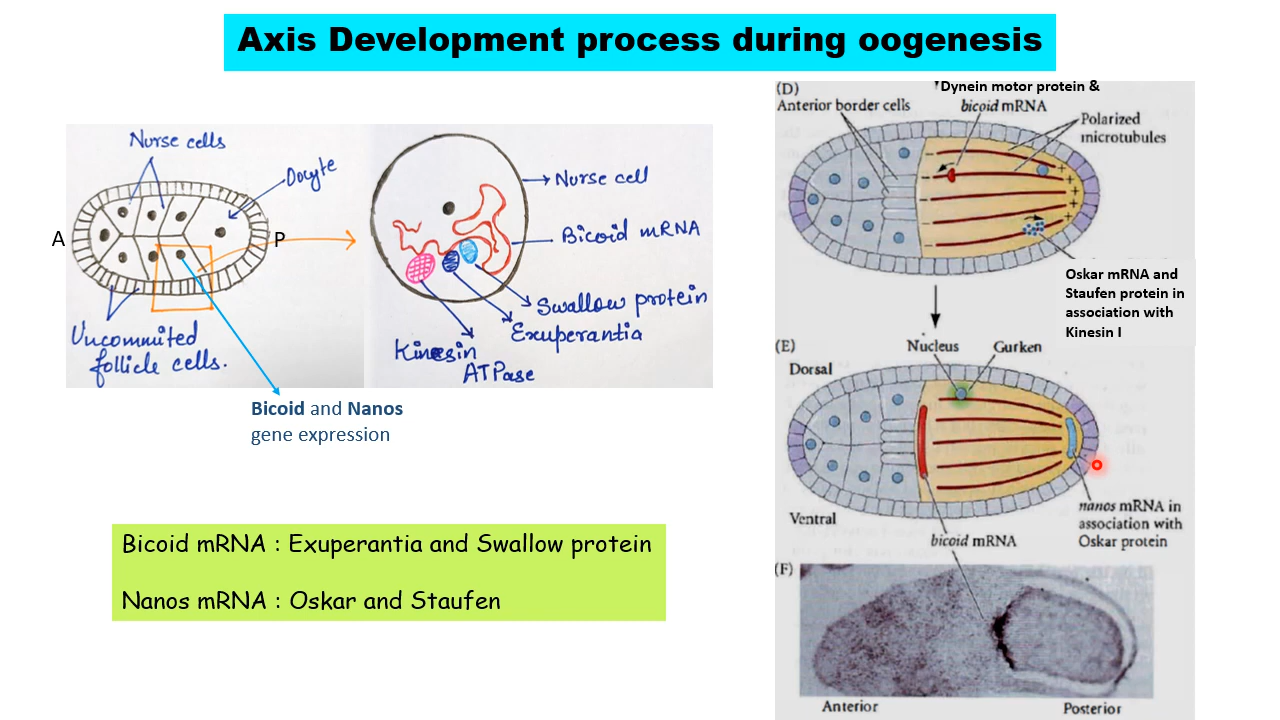 Axis Development process during oogenesis
Nurse cells
Oocyte
A
P
Uncommited
follicle cells.
Nurse cell
Bicoid mRNA
Swallow protein
Exuperantia
Kinesin
ATPase
Bicoid and Nanos
gene expression
Bicoid mRNA : Exuperantia and Swallow protein
Nanos mRNA : Oskar and Staufen
(D)
Dynein motor protein &
Anterior border cells
bicoid mRNA
Polarized
microtubules
Oskar mRNA and
Staufen protein in
association with
Kinesin I
(E)
Nucleus
Gurken
Dorsal
Ventral
nanos mRNA in
association with
Oskar protein
bicoid mRNA
(F)
Anterior
Posterior